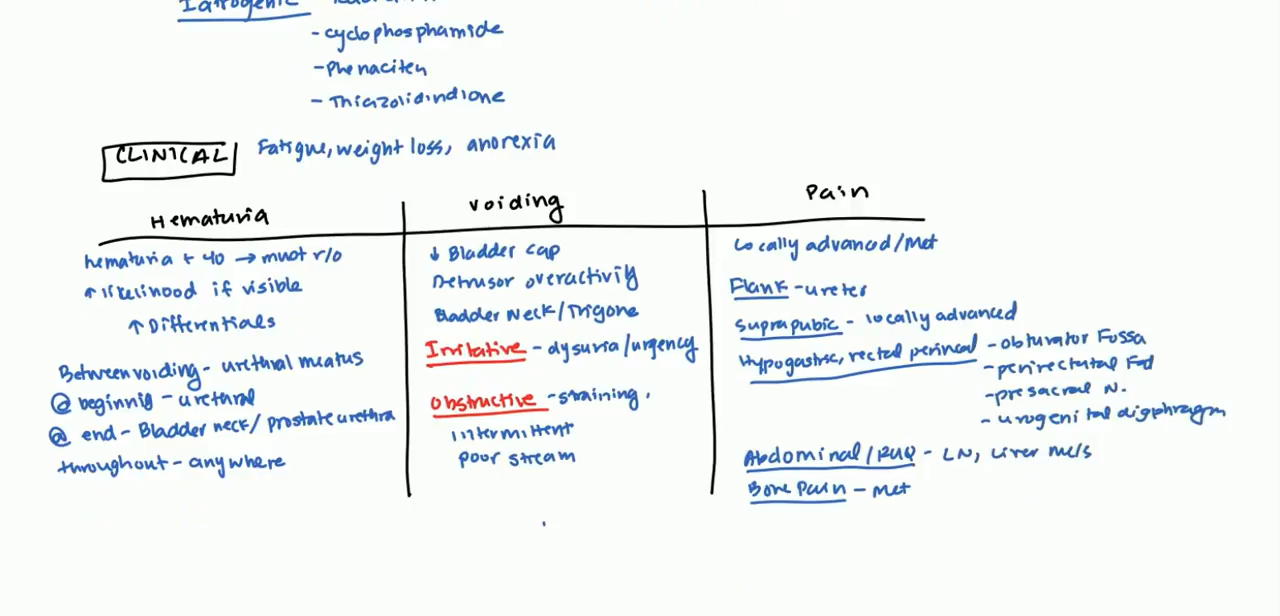 Iatrogenic
- cyclophosphamide
- Phenaciten
- Thiazolidindione
CLINICAL Fatigue, weight loss, anorexia
Hematuria
hematuria + 40 → must r/o
↑ likelihood if visible
↑ Differentials
Between voiding - urethral meatus
@ beginnig - urethral
@ end - Bladder neck / prostate urethra
throughout - anywhere
Voiding
↓ Bladder cap
Detrusor overactivity
Bladder Neck / Trigone
Irritative - dysuria/urgency
Obstructive - straining,
Intermittent
poor stream
Pain
Locally advanced / Met
Flank - ureter
Suprapubic - locally advanced
Hypogastric, rectal perineal - obturator Fossa
- perirectal Fat
- presacral N.
- urogenital diaphragm
Abdominal / RUQ - LN, Liver mets
Bone Pain - Met